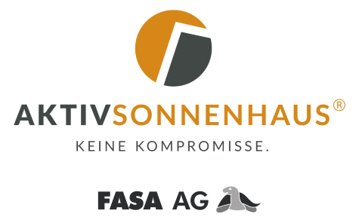 AKTIVSONNENHAUS®
KEINE KOMPROMISSE.
FASA AG